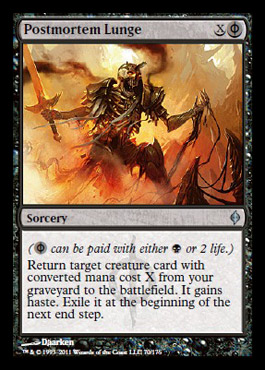 Postmortem Lunge X
Sorcery
( can be paid with either or 2 life.)
Return target creature card with
converted mana cost X from your
graveyard to the battlefield. It gains
haste. Exile it at the beginning of the
next end step.
Djarken
™ & © 1995–2011 Wizards of the Coast LLC 70/176